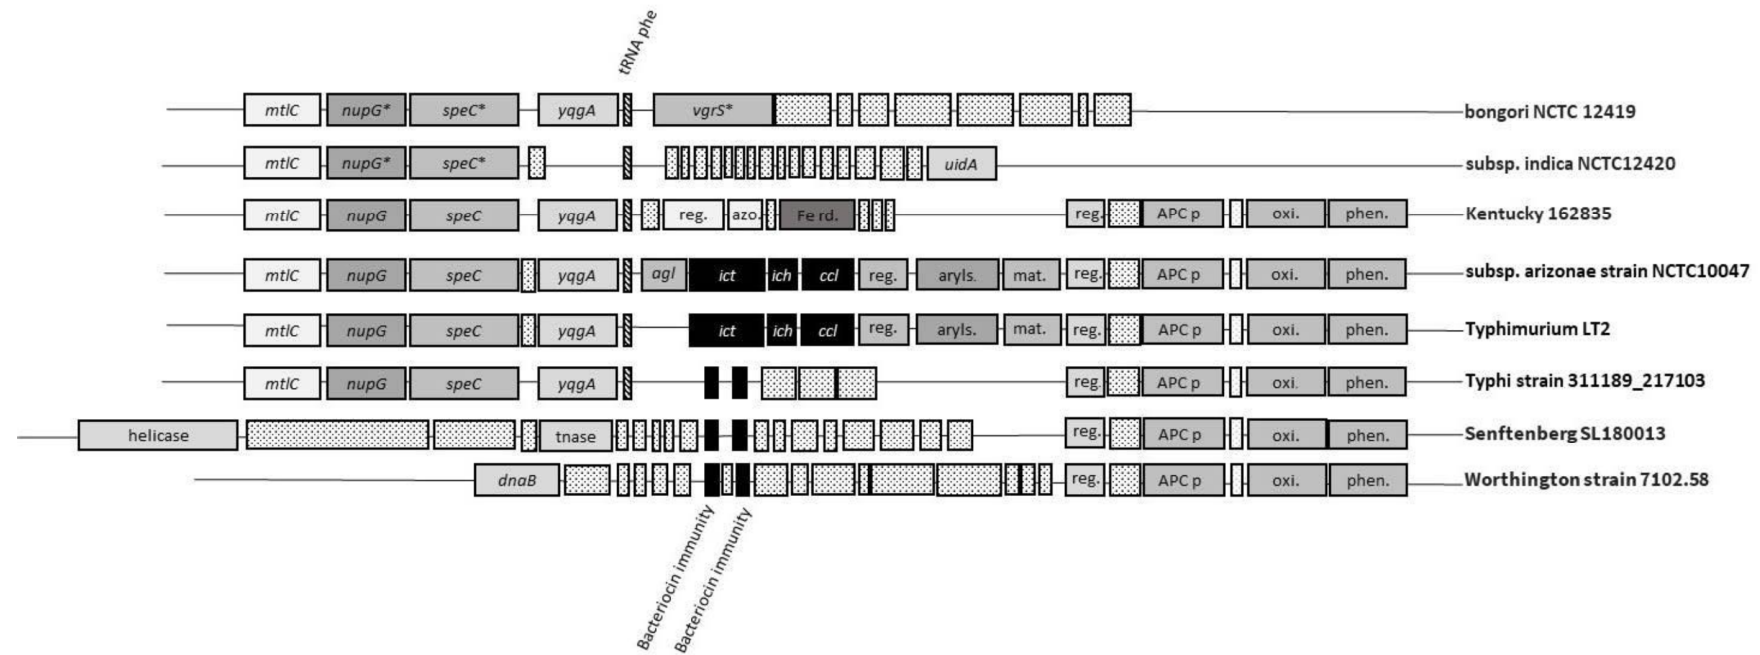 tRNA phe
mtlC nupG* speC* yqgA vgrS* bongori NCTC 12419
mtlC nupG* speC* uidA subsp. indica NCTC12420
mtlC nupG speC yqgA reg. azo. Fe rd. reg. APC p oxi. phen. Kentucky 162835
mtlC nupG speC yqgA agl ict ich ccl reg. aryls. mat. reg. APC p oxi. phen. subsp. arizonae strain NCTC10047
mtlC nupG speC yqgA ict ich ccl reg. aryls. mat. reg. APC p oxi. phen. Typhimurium LT2
mtlC nupG speC yqgA reg. APC p oxi. phen. Typhi strain 311189_217103
helicase tnase reg. APC p oxi. phen. Senftenberg SL180013
dnaB reg. APC p oxi. phen. Worthington strain 7102.58
Bacteriocin immunity
Bacteriocin immunity